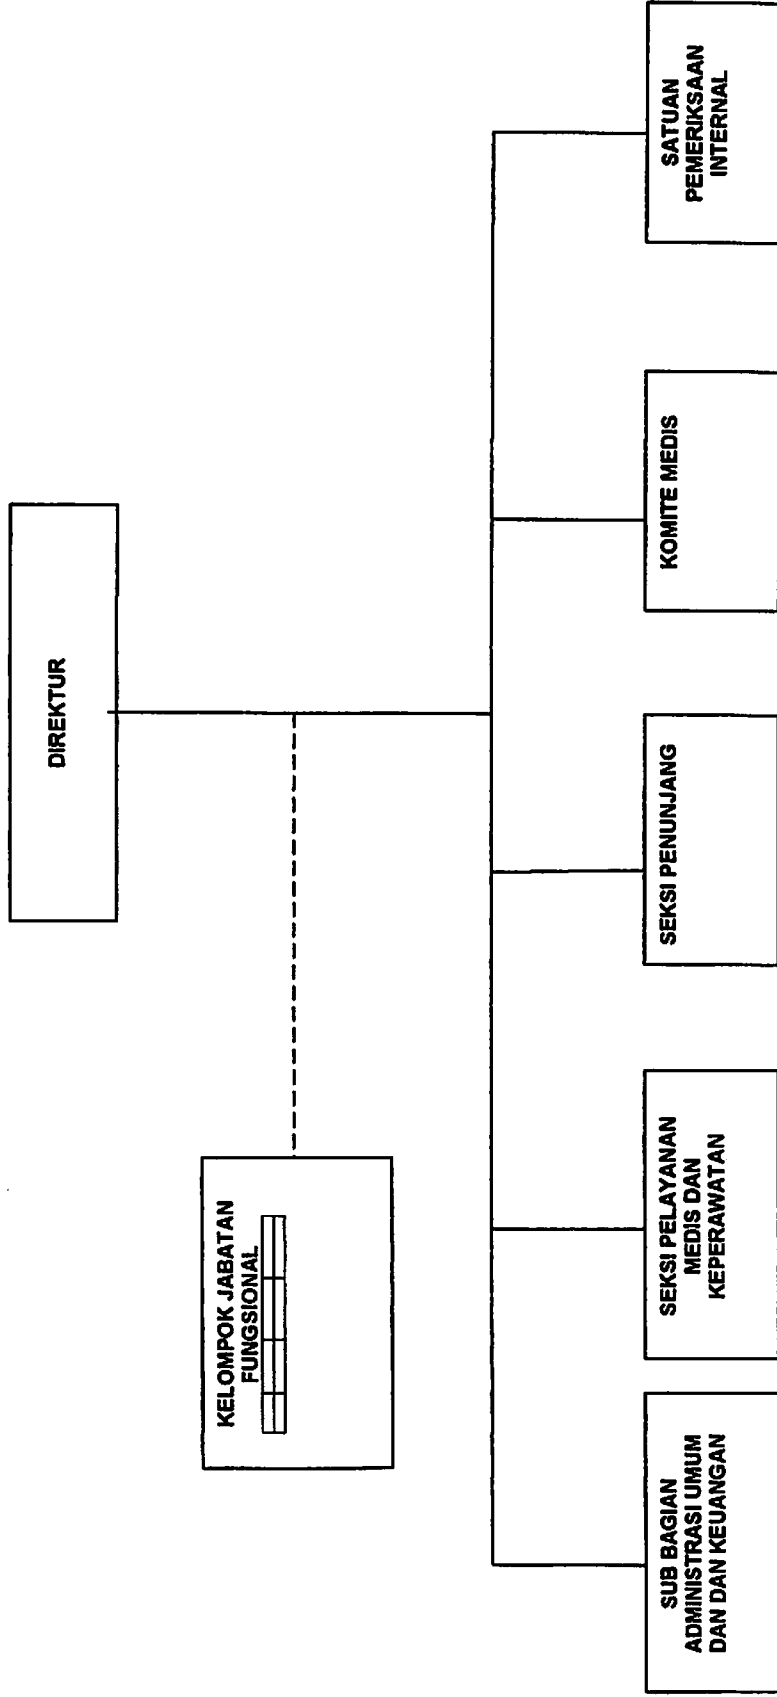 DIREKTUR
KELOMPOK JABATAN
FUNGSIONAL
SUB BAGIAN
ADMINISTRASI UMUM
DAN DAN KEUANGAN
SEKSI PELAYANAN
MEDIS DAN
KEPERAWATAN
SEKSI PENUNJANG
KOMITE MEDIS
SATUAN
PEMERIKSAAN
INTERNAL